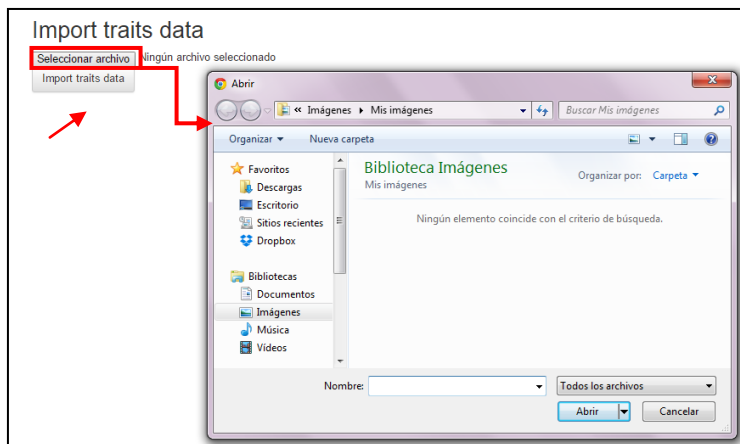 Import traits data
Seleccionar archivo Ningún archivo seleccionado
Import traits data
Abrir
« Imágenes Mis imágenes
Buscar Mis imágenes
Organizar Nueva carpeta
Favoritos
Descargas
Escritorio
Sitios recientes
Dropbox
Bibliotecas
Documentos
Imágenes
Música
Vídeos
Biblioteca Imágenes
Mis imágenes
Organizar por: Carpeta
Ningún elemento coincide con el criterio de búsqueda.
Nombre:
Todos los archivos
Abrir Cancelar